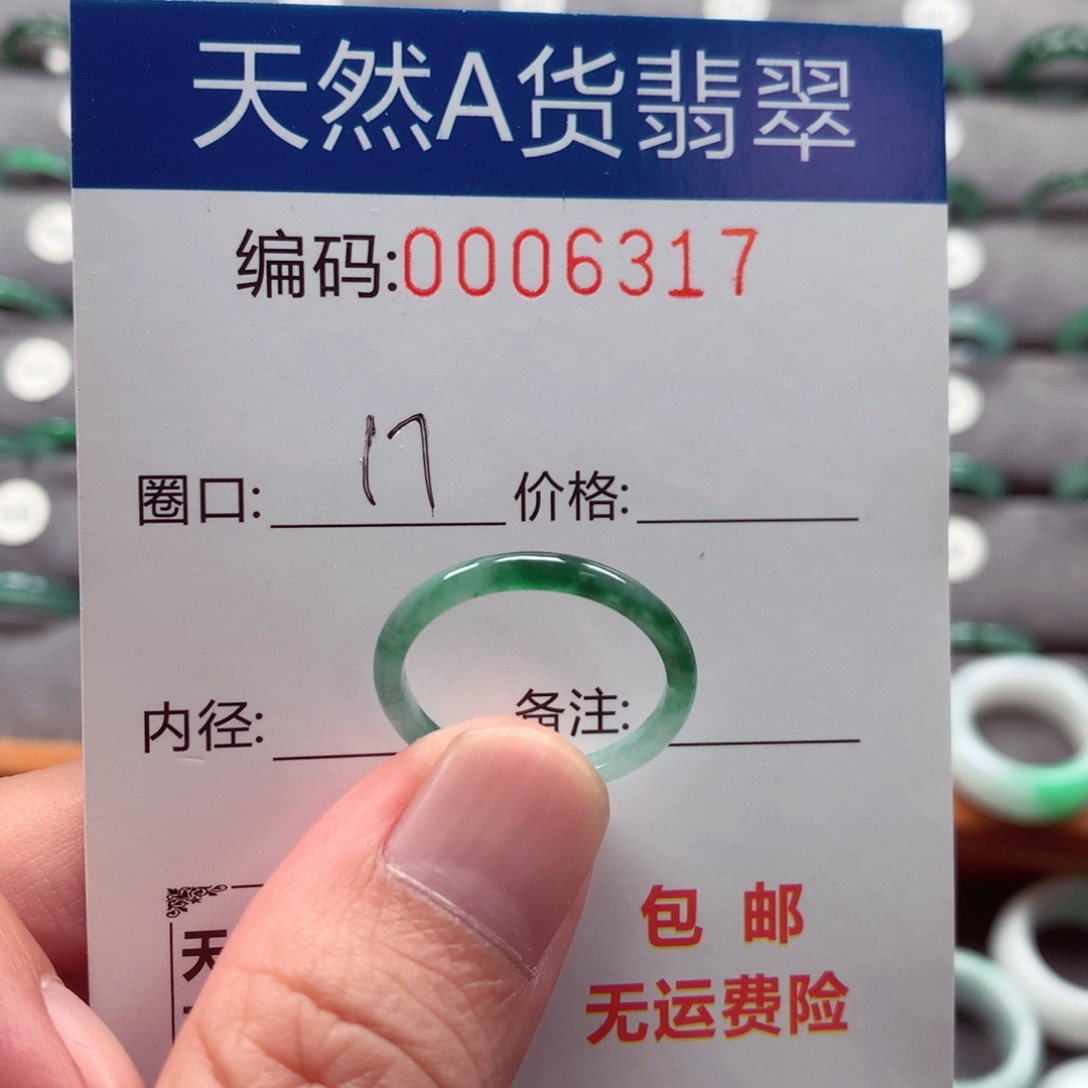 天然A货翡翠
编码:0006317
圈口: 17 价格:
内径: 备注:
天
包邮
无运费险